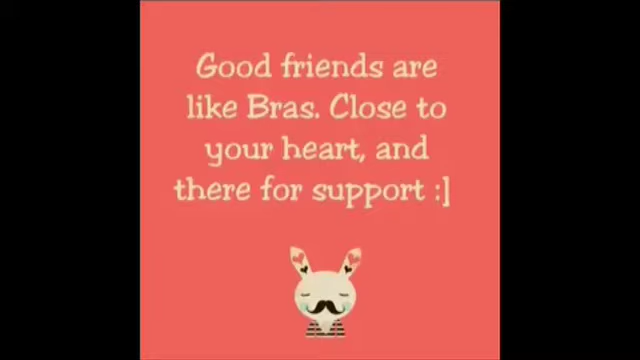 Good friends are
like Bras. Close to
your heart, and
there for support :]